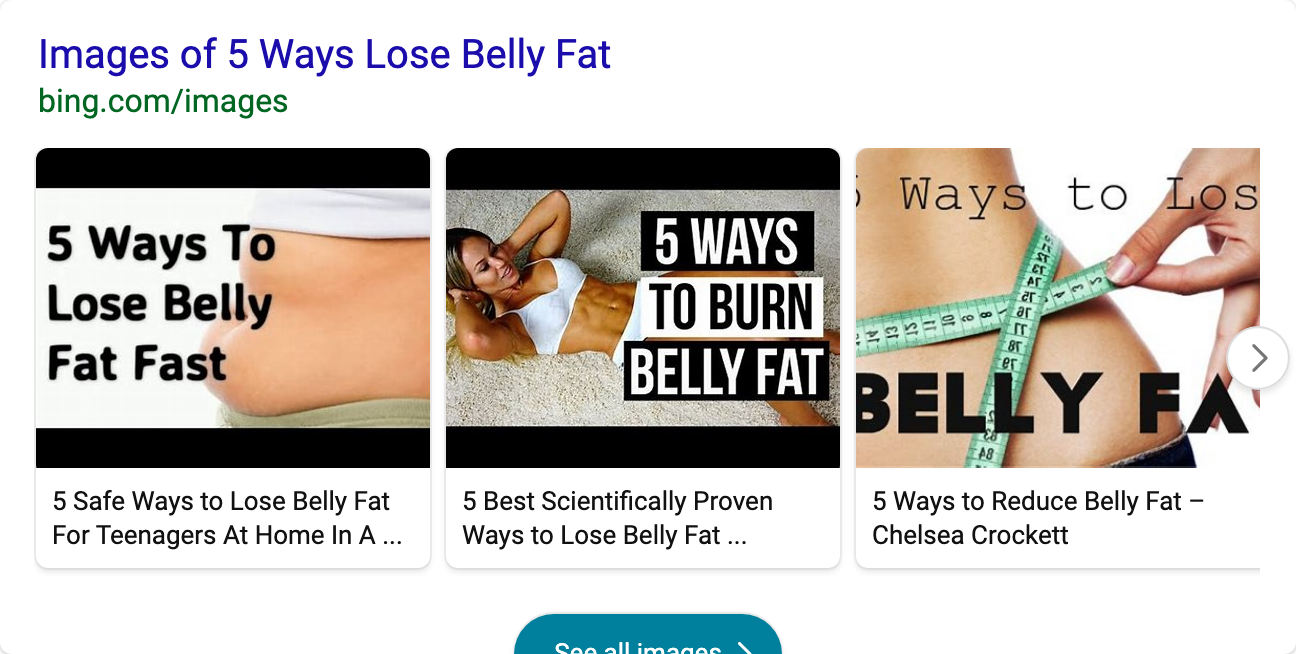 Images of 5 Ways Lose Belly Fat
bing.com/images
5 Ways To
Lose Belly
Fat Fast
5 Safe Ways to Lose Belly Fat
For Teenagers At Home In A ...
5 WAYS
TO BURN
BELLY FAT
5 Best Scientifically Proven
Ways to Lose Belly Fat ...
Ways to Los
BELLY FA
5 Ways to Reduce Belly Fat –
Chelsea Crockett
See all images